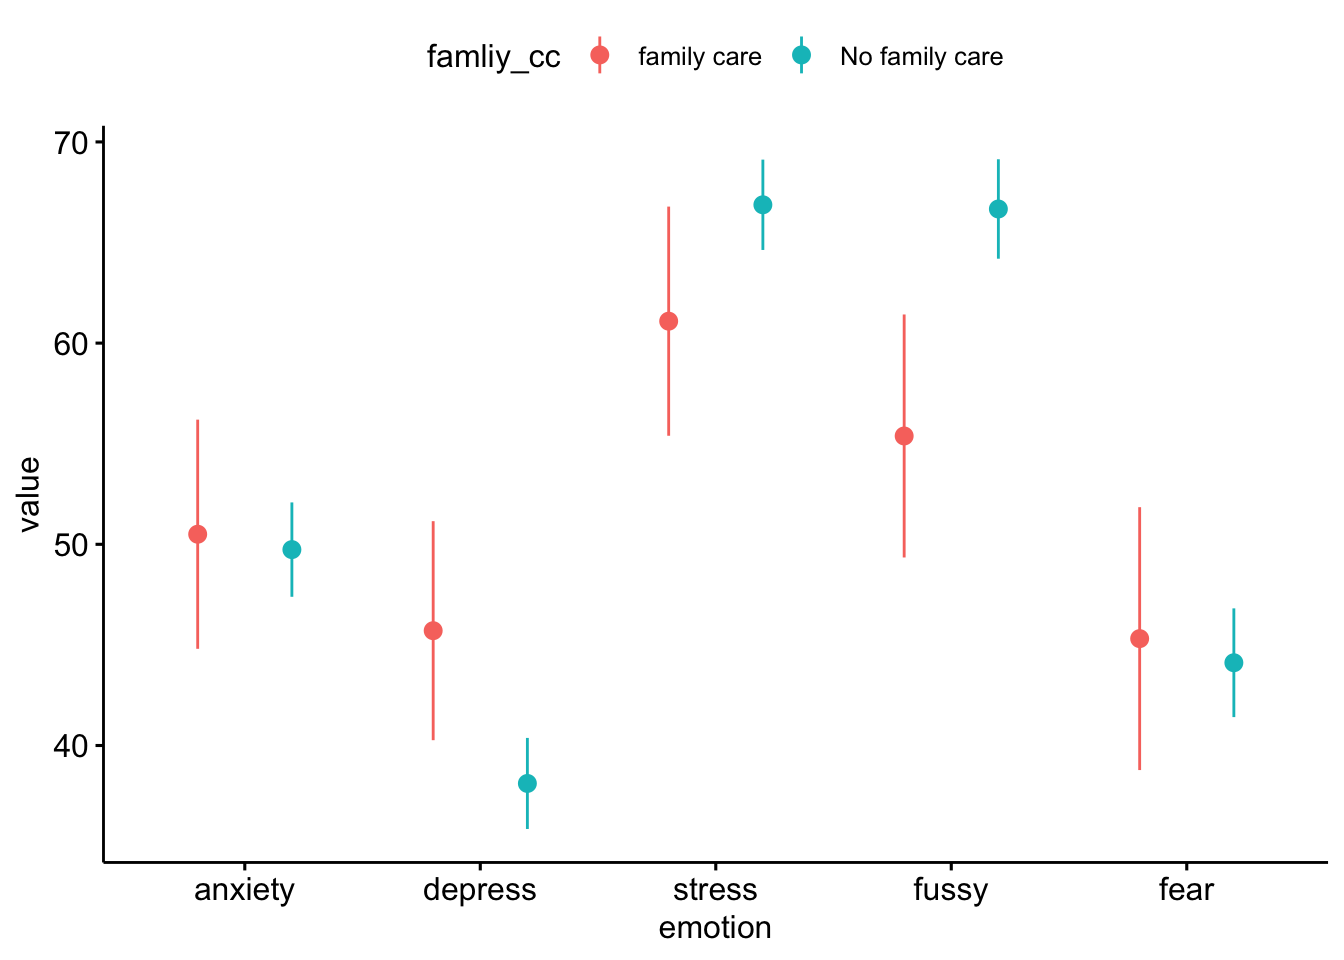 famliy_cc family care No family care
70
60
50
40
value
anxiety depress stress fussy fear
emotion